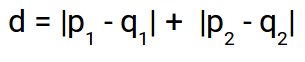 d = |p₁ - q₁| + |p₂ - q₂|